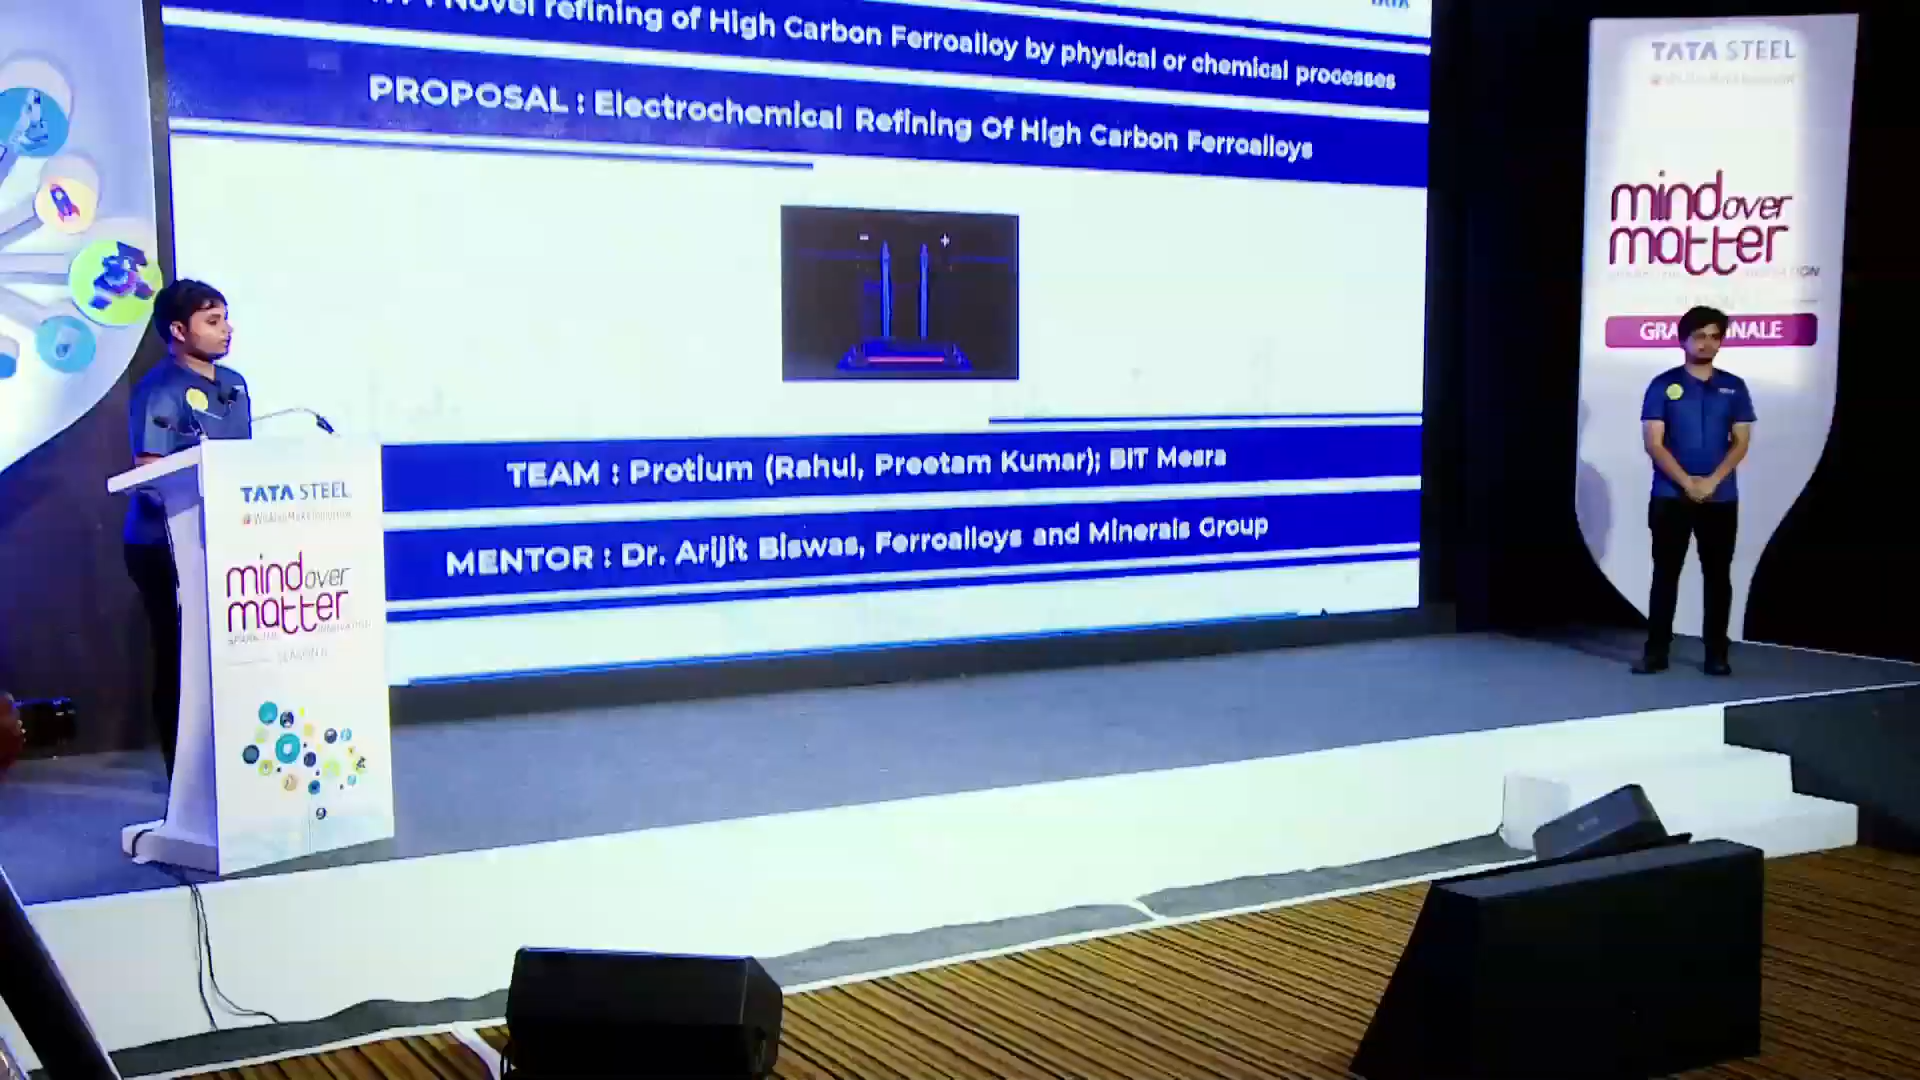 TATA
Novel refining of High Carbon Ferroalloy by physical or chemical processes
PROPOSAL : Electrochemical Refining Of High Carbon Ferroalloys
- +
TEAM : Protium (Rahul, Preetam Kumar); BIT Mesra
MENTOR : Dr. Arijit Biswas, Ferroalloys and Minerals Group
TATA STEEL
#WeAlsoMakeTomorrow
mind over
matter
TATA STEEL
mind over
matter